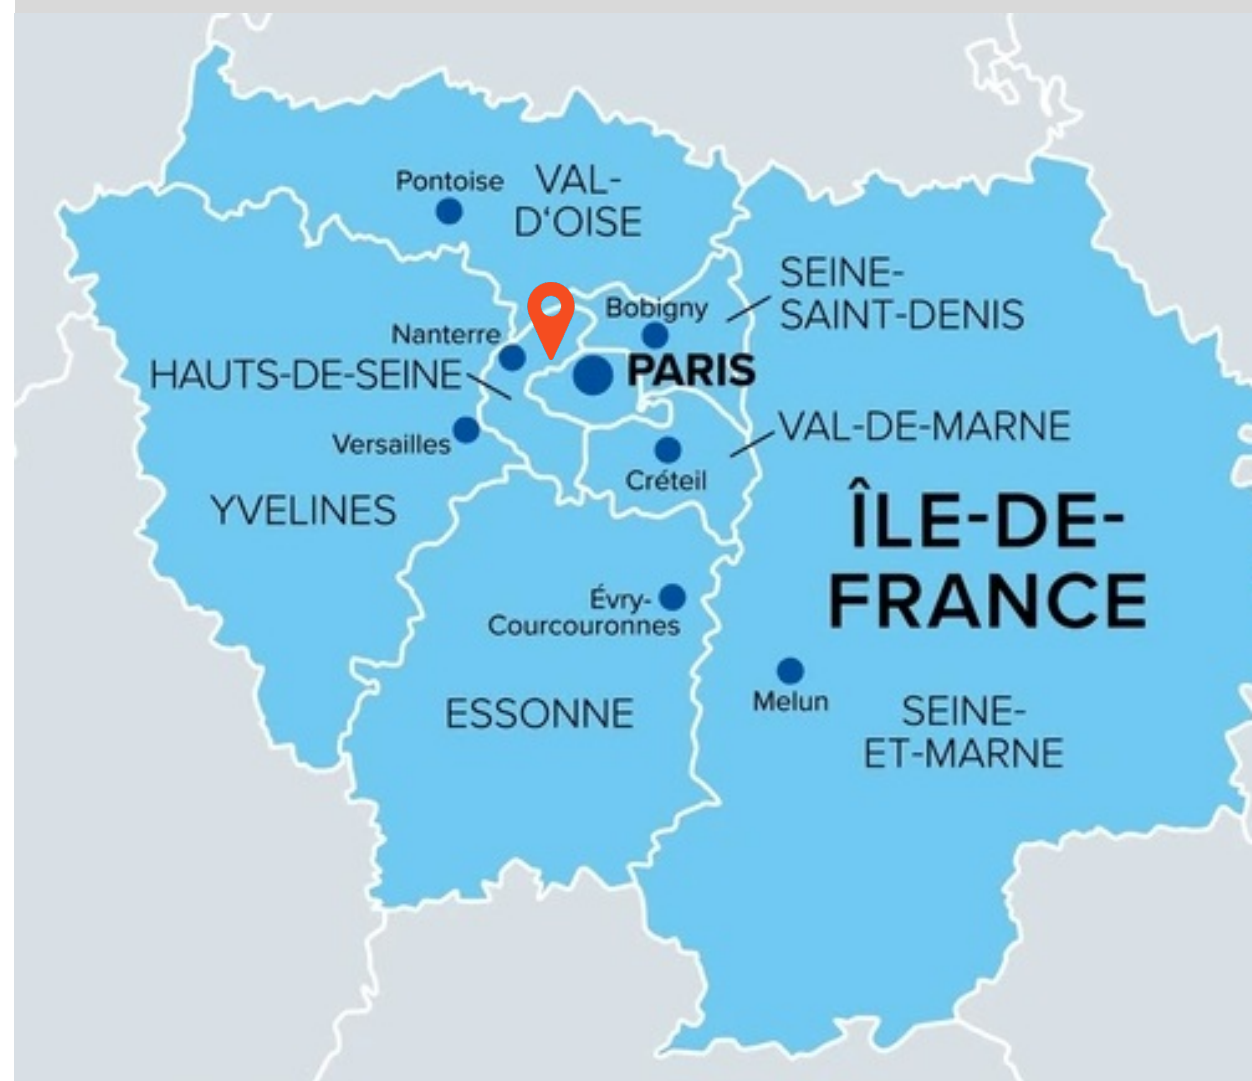 Pontoise
VAL-
D‘OISE
SEINE-
SAINT-DENIS
Bobigny
Nanterre
PARIS
HAUTS-DE-SEINE
VAL-DE-MARNE
Versailles
Créteil
YVELINES
ÎLE-DE-
FRANCE
Évry-
Courcouronnes
Melun
ESSONNE
SEINE-
ET-MARNE